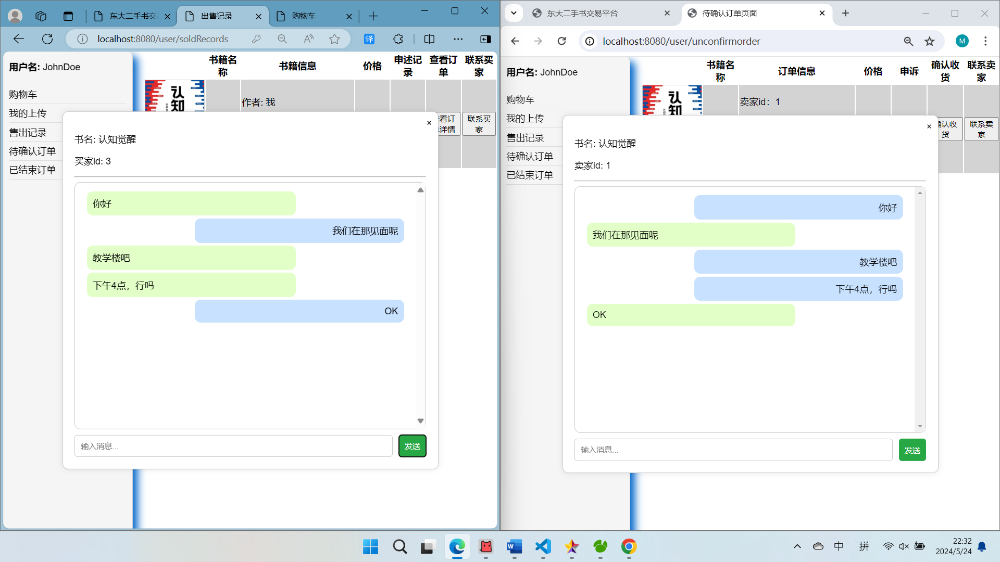 东大二手书交
出售记录
购物车
localhost:8080/user/soldRecords
译
用户名: JohnDoe
购物车
我的上传
售出记录
待确认订单
已结束订单
书籍名称
书籍信息
价格
申述记录
查看订单
联系买家
认知
作者: 我
看订
详情
联系买家
×
书名: 认知觉醒
买家id: 3
你好
我们在那见面呢
教学楼吧
下午4点，行吗
OK
输入消息...
发送
东大二手书交易平台
待确认订单页面
localhost:8080/user/unconfirmorder
M
用户名: JohnDoe
购物车
我的上传
售出记录
待确认订单
已结束订单
书籍名称
订单信息
价格
申诉
确认收货
联系卖家
认知
卖家id：1
确认收货
联系卖家
×
书名: 认知觉醒
卖家id: 1
你好
我们在那见面呢
教学楼吧
下午4点，行吗
OK
输入消息...
发送
中
拼
22:32
2024/5/24